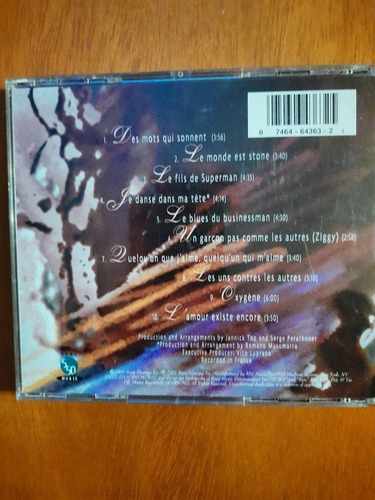 0 7464-64363-2 1
1. Des mots qui sonnent (3:56)
2. Le monde est stone (3:40)
3. Le fils de Superman (4:35)
4. Je danse dans ma tête* (4:14)
5. Le blues du businessman (4:30)
6. Un garçon pas comme les autres (Ziggy) (2:58)
7. Quelqu'un que j'aime, quelqu'un qui m'aime (3:40)
8. Les uns contre les autres (3:10)
9. Oxygène (6:00)
10. L'amour existe encore (3:50)
Production and Arrangements by Jannick Top and Serge Perathoner
*Production and Arrangement by Romano Musumarra
Executive Producer: Vito Luprano
Recorded in France
550
MUSIC